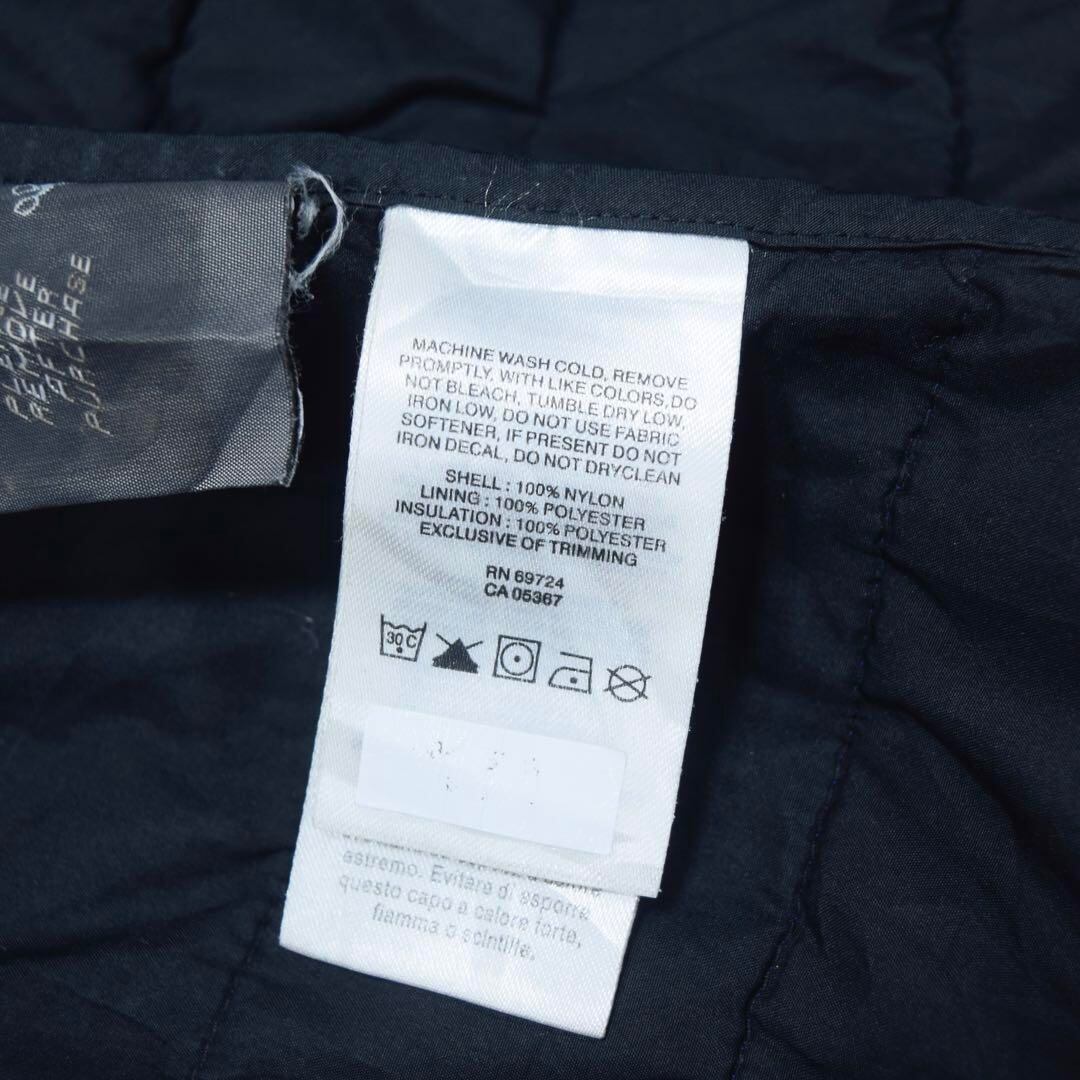 REMOVE
AFTER
PURCHASE
MACHINE WASH COLD, REMOVE
PROMPTLY, WITH LIKE COLORS, DO
NOT BLEACH, TUMBLE DRY LOW,
IRON LOW, DO NOT USE FABRIC
SOFTENER, IF PRESENT DO NOT
IRON DECAL, DO NOT DRYCLEAN
SHELL : 100% NYLON
LINING : 100% POLYESTER
INSULATION : 100% POLYESTER
EXCLUSIVE OF TRIMMING
RN 69724
CA 05367
30 C
estremo. Evitare di esporre
questo capo a calore forte,
fiamma o scintille.